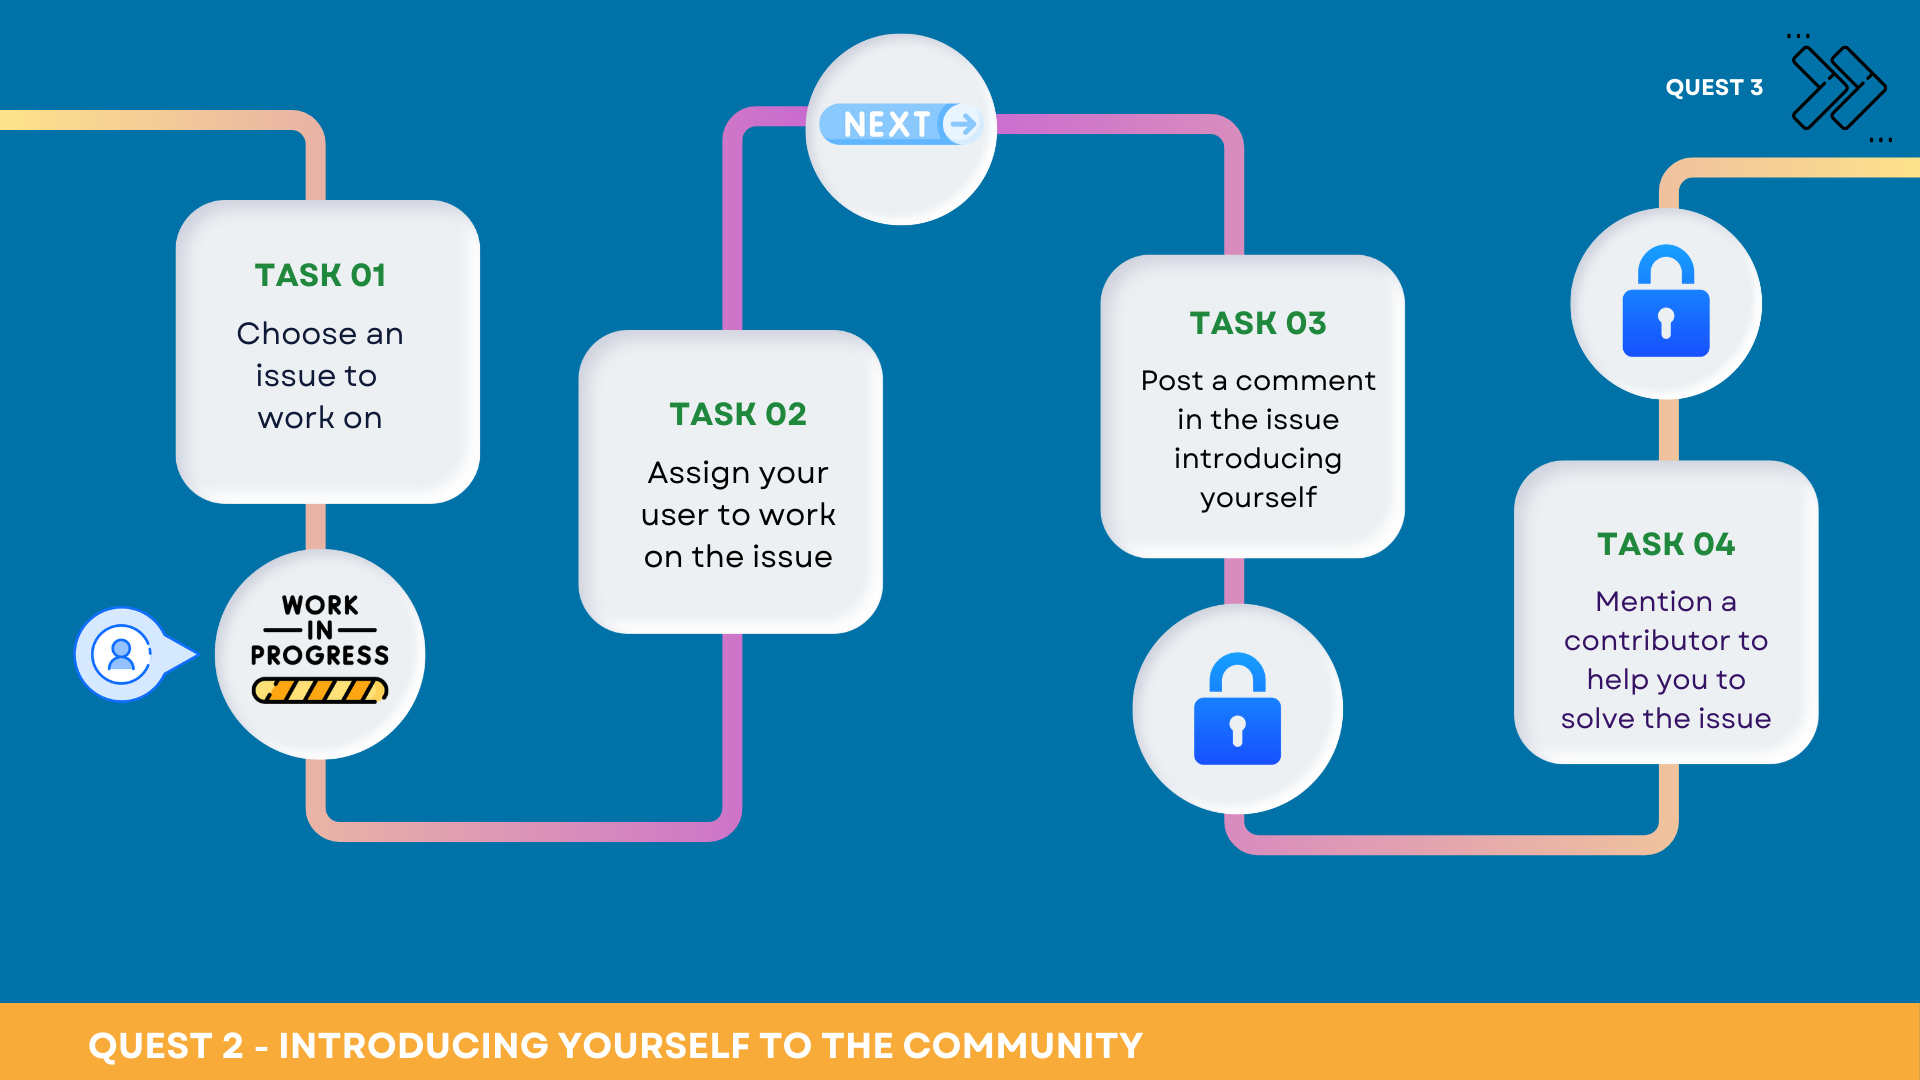 TASK 01
Choose an
issue to
work on
WORK
IN
PROGRESS
TASK 02
Assign your
user to work
on the issue
NEXT
TASK 03
Post a comment
in the issue
introducing
yourself
TASK 04
Mention a
contributor to
help you to
solve the issue
QUEST 3
QUEST 2 - INTRODUCING YOURSELF TO THE COMMUNITY